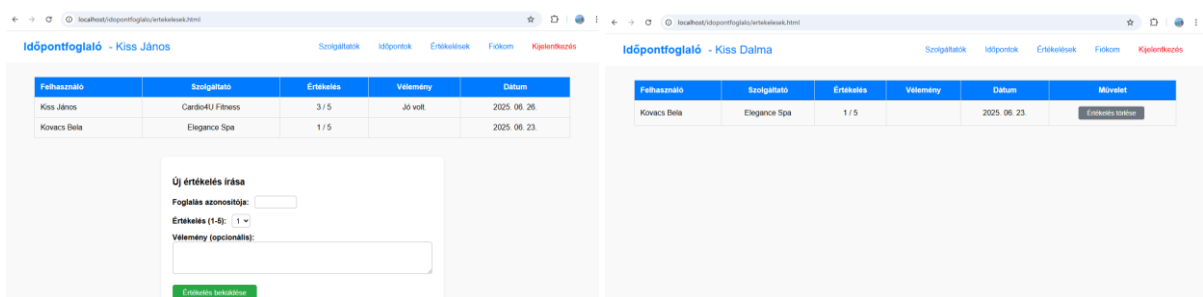 localhost/idopontfoglalo/ertekelesek.html
Időpontfoglaló - Kiss János
Szolgáltatók Időpontok Értékelések Fiókom Kijelentkezés
Felhasználó Szolgáltató Értékelés Vélemény Dátum
Kiss János Cardio4U Fitness 3 / 5 Jó volt. 2025. 06. 26.
Kovacs Bela Elegance Spa 1 / 5 2025. 06. 23.
Új értékelés írása
Foglalás azonosítója:
Értékelés (1-5): 1
Vélemény (opcionális):
Értékelés beküldése
localhost/idopontfoglalo/ertekelesek.html
Időpontfoglaló - Kiss Dalma
Szolgáltatók Időpontok Értékelések Fiókom Kijelentkezés
Felhasználó Szolgáltató Értékelés Vélemény Dátum Művelet
Kovacs Bela Elegance Spa 1 / 5 2025. 06. 23. Értékelés törlése